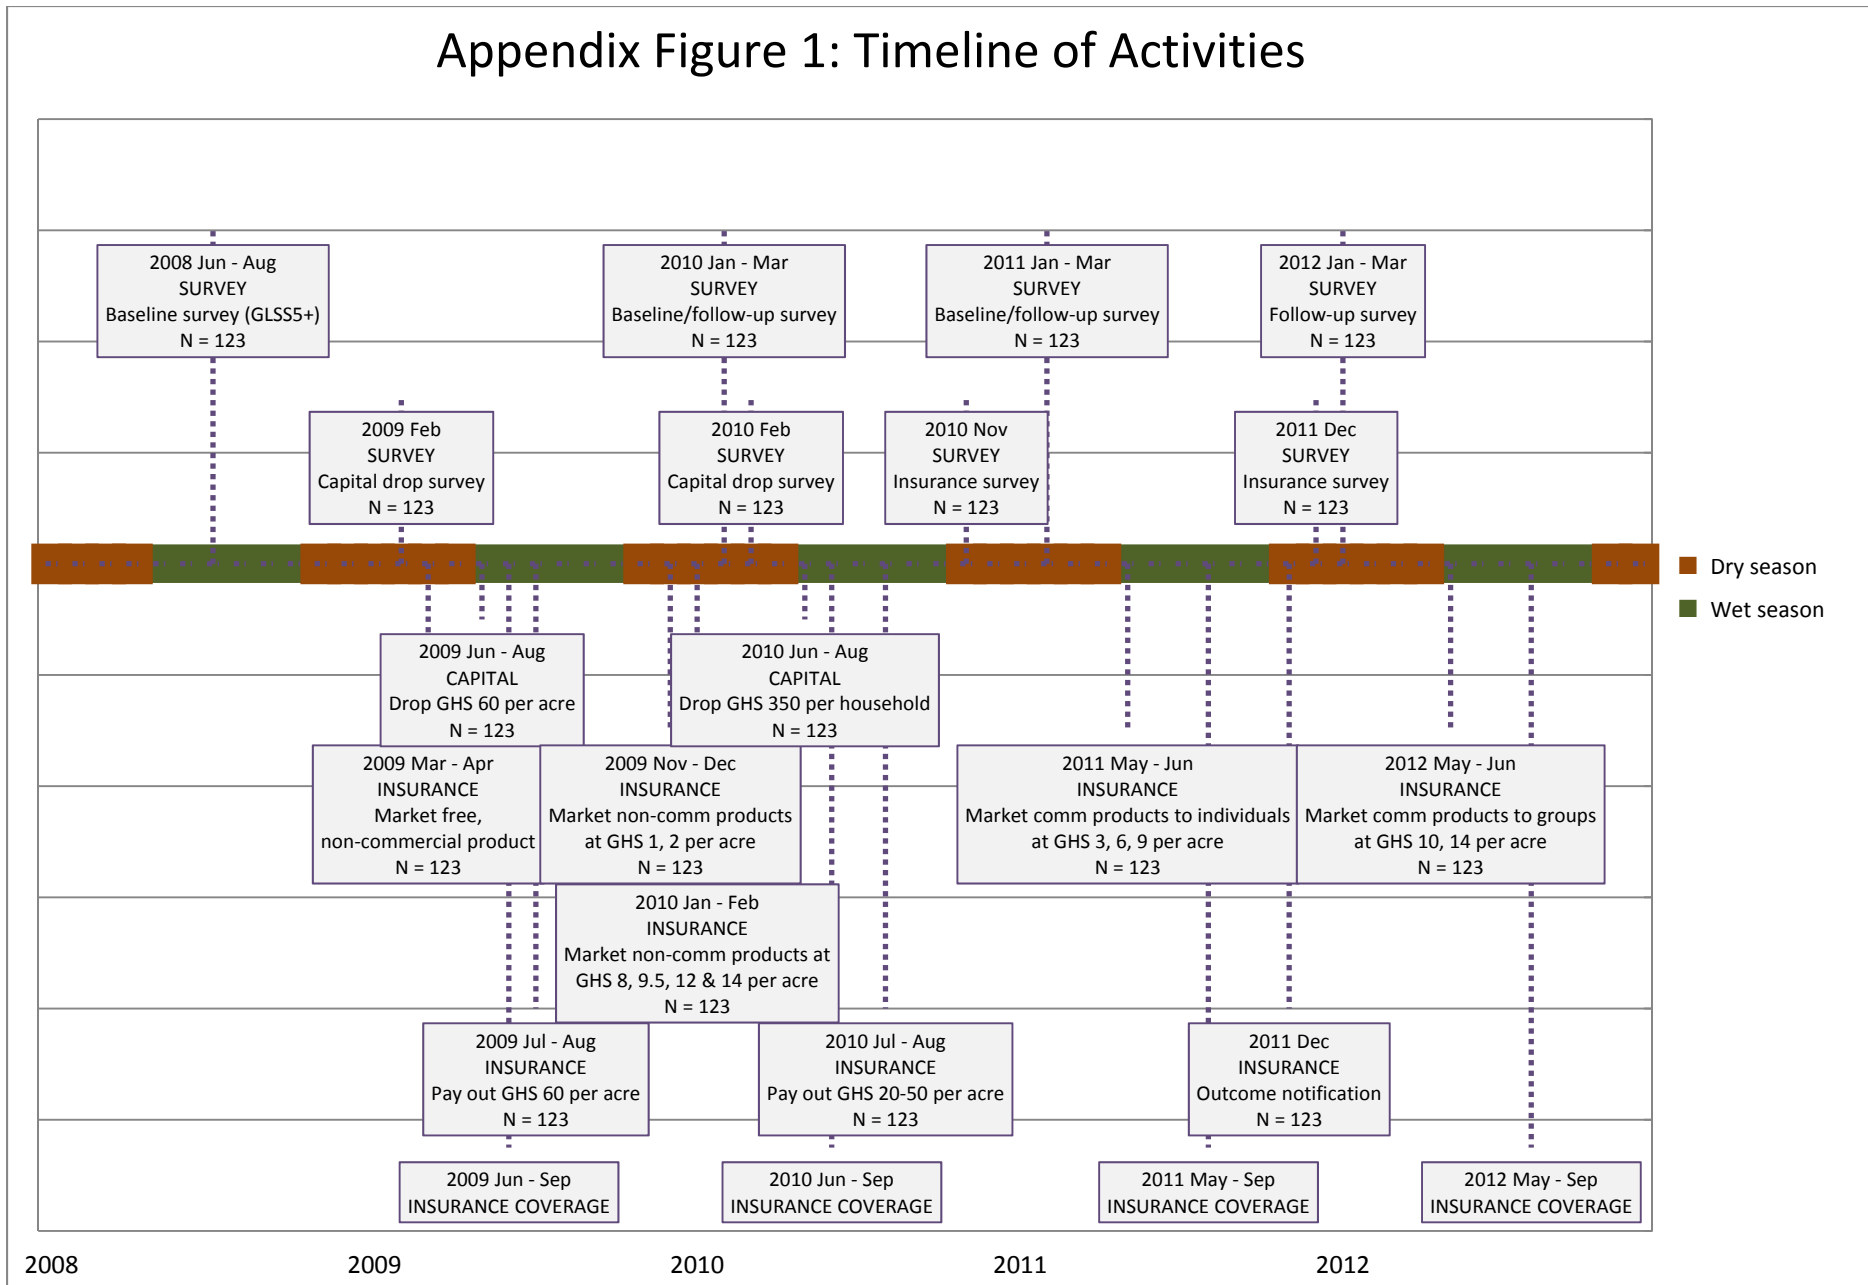 Appendix Figure 1: Timeline of Activities
2008 Jun - Aug
SURVEY
Baseline survey (GLSS5+)
N = 123
2010 Jan - Mar
SURVEY
Baseline/follow-up survey
N = 123
2011 Jan - Mar
SURVEY
Baseline/follow-up survey
N = 123
2012 Jan - Mar
SURVEY
Follow-up survey
N = 123
2009 Feb
SURVEY
Capital drop survey
N = 123
2010 Feb
SURVEY
Capital drop survey
N = 123
2010 Nov
SURVEY
Insurance survey
N = 123
2011 Dec
SURVEY
Insurance survey
N = 123
Dry season
Wet season
2009 Jun - Aug
CAPITAL
Drop GHS 60 per acre
N = 123
2010 Jun - Aug
CAPITAL
Drop GHS 350 per household
N = 123
2009 Mar - Apr
INSURANCE
Market free,
non-commercial product
N = 123
2009 Nov - Dec
INSURANCE
Market non-comm products
at GHS 1, 2 per acre
N = 123
2011 May - Jun
INSURANCE
Market comm products to individuals
at GHS 3, 6, 9 per acre
N = 123
2012 May - Jun
INSURANCE
Market comm products to groups
at GHS 10, 14 per acre
N = 123
2010 Jan - Feb
INSURANCE
Market non-comm products at
GHS 8, 9.5, 12 & 14 per acre
N = 123
2009 Jul - Aug
INSURANCE
Pay out GHS 60 per acre
N = 123
2010 Jul - Aug
INSURANCE
Pay out GHS 20-50 per acre
N = 123
2011 Dec
INSURANCE
Outcome notification
N = 123
2009 Jun - Sep
INSURANCE COVERAGE
2010 Jun - Sep
INSURANCE COVERAGE
2011 May - Sep
INSURANCE COVERAGE
2012 May - Sep
INSURANCE COVERAGE
2008
2009
2010
2011
2012